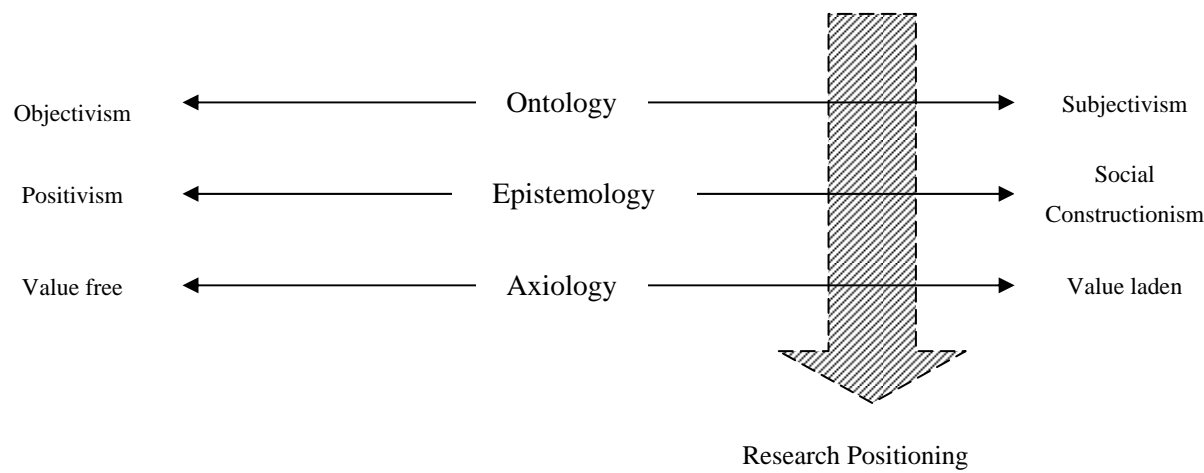 Objectivism
Ontology
Subjectivism
Positivism
Epistemology
Social
Constructionism
Value free
Axiology
Value laden
Research Positioning